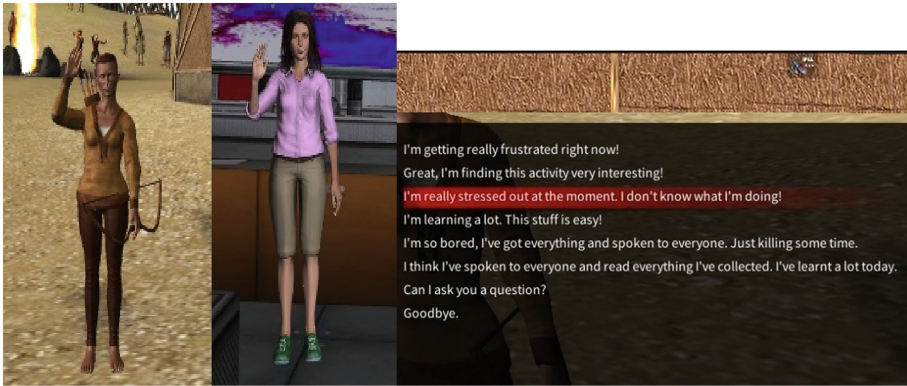 I'm getting really frustrated right now!
Great, I'm finding this activity very interesting!
I'm really stressed out at the moment. I don't know what I'm doing!
I'm learning a lot. This stuff is easy!
I'm so bored, I've got everything and spoken to everyone. Just killing some time.
I think I've spoken to everyone and read everything I've collected. I've learnt a lot today.
Can I ask you a question?
Goodbye.